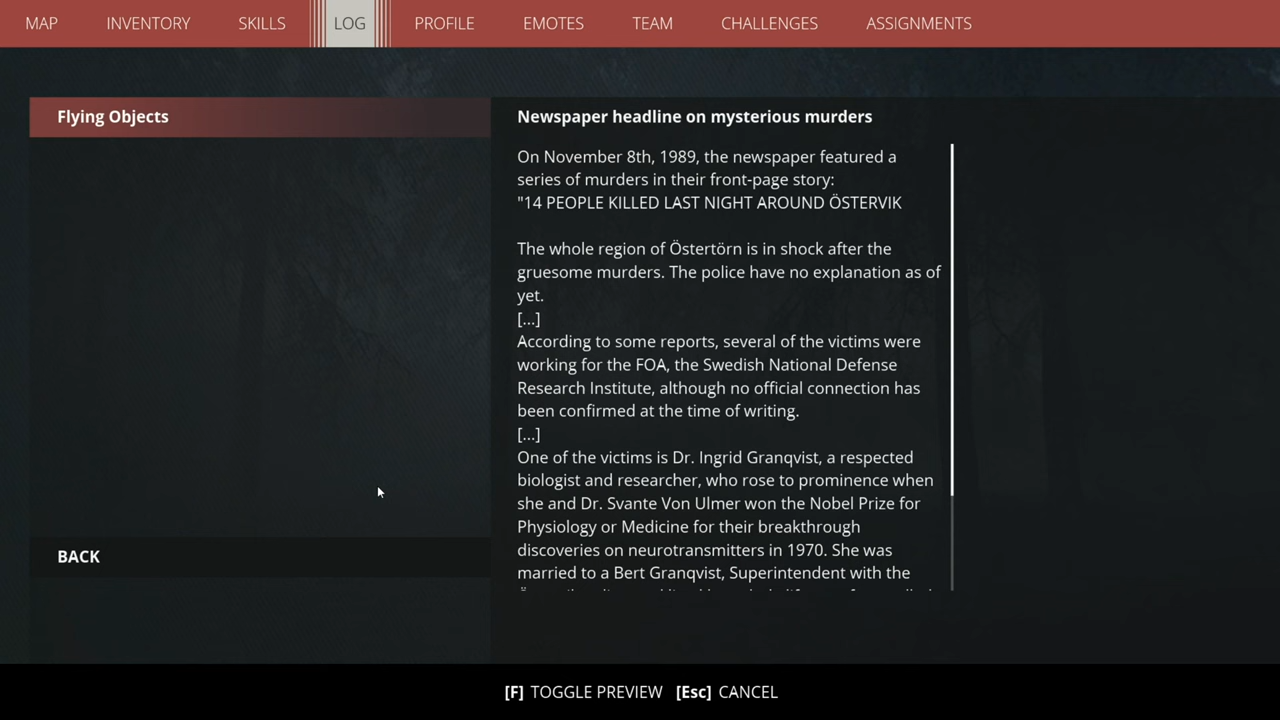 MAP INVENTORY SKILLS LOG PROFILE EMOTES TEAM CHALLENGES ASSIGNMENTS
Flying Objects
BACK
Newspaper headline on mysterious murders
On November 8th, 1989, the newspaper featured a
series of murders in their front-page story:
"14 PEOPLE KILLED LAST NIGHT AROUND ÖSTERVIK
The whole region of Östertörn is in shock after the
gruesome murders. The police have no explanation as of
yet.
[...]
According to some reports, several of the victims were
working for the FOA, the Swedish National Defense
Research Institute, although no official connection has
been confirmed at the time of writing.
[...]
One of the victims is Dr. Ingrid Granqvist, a respected
biologist and researcher, who rose to prominence when
she and Dr. Svante Von Ulmer won the Nobel Prize for
Physiology or Medicine for their breakthrough
discoveries on neurotransmitters in 1970. She was
married to a Bert Granqvist, Superintendent with the
[F] TOGGLE PREVIEW [Esc] CANCEL